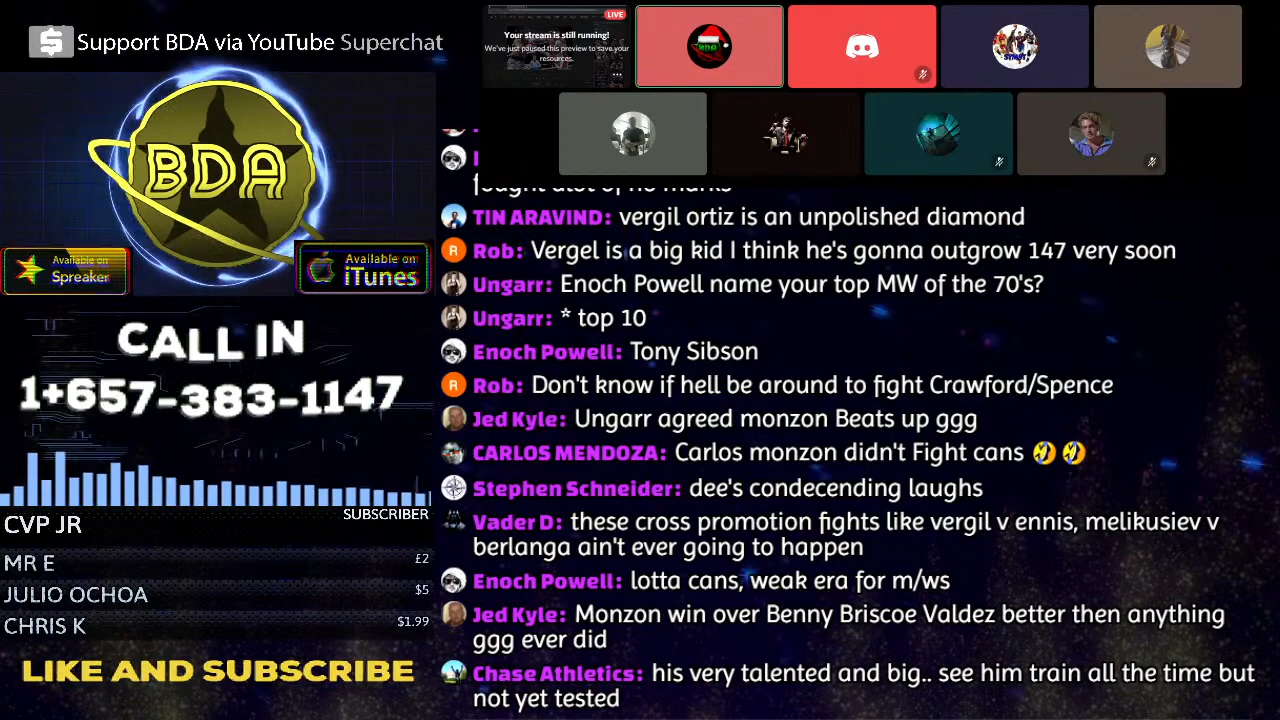 Support BDA via YouTube Superchat
LIVE
Your stream is still running!
We've just paused this preview to save your
resources.
BDA
Available on
Spreaker
Available on
iTunes
CALL IN
1+657-383-1147
SUBSCRIBER
CVP JR
MR E £2
JULIO OCHOA $5
CHRIS K $1.99
LIKE AND SUBSCRIBE
fought alot of no marks
TIN ARAVIND: vergil ortiz is an unpolished diamond
Rob: Vergel is a big kid I think he's gonna outgrow 147 very soon
Ungarr: Enoch Powell name your top MW of the 70's?
Ungarr: * top 10
Enoch Powell: Tony Sibson
Rob: Don't know if hell be around to fight Crawford/Spence
Jed Kyle: Ungarr agreed monzon Beats up ggg
CARLOS MENDOZA: Carlos monzon didn't Fight cans 🤣🤣
Stephen Schneider: dee's condecending laughs
Vader D: these cross promotion fights like vergil v ennis, melikusiev v
berlanga ain't ever going to happen
Enoch Powell: lotta cans, weak era for m/ws
Jed Kyle: Monzon win over Benny Briscoe Valdez better then anything
ggg ever did
Chase Athletics: his very talented and big.. see him train all the time but
not yet tested